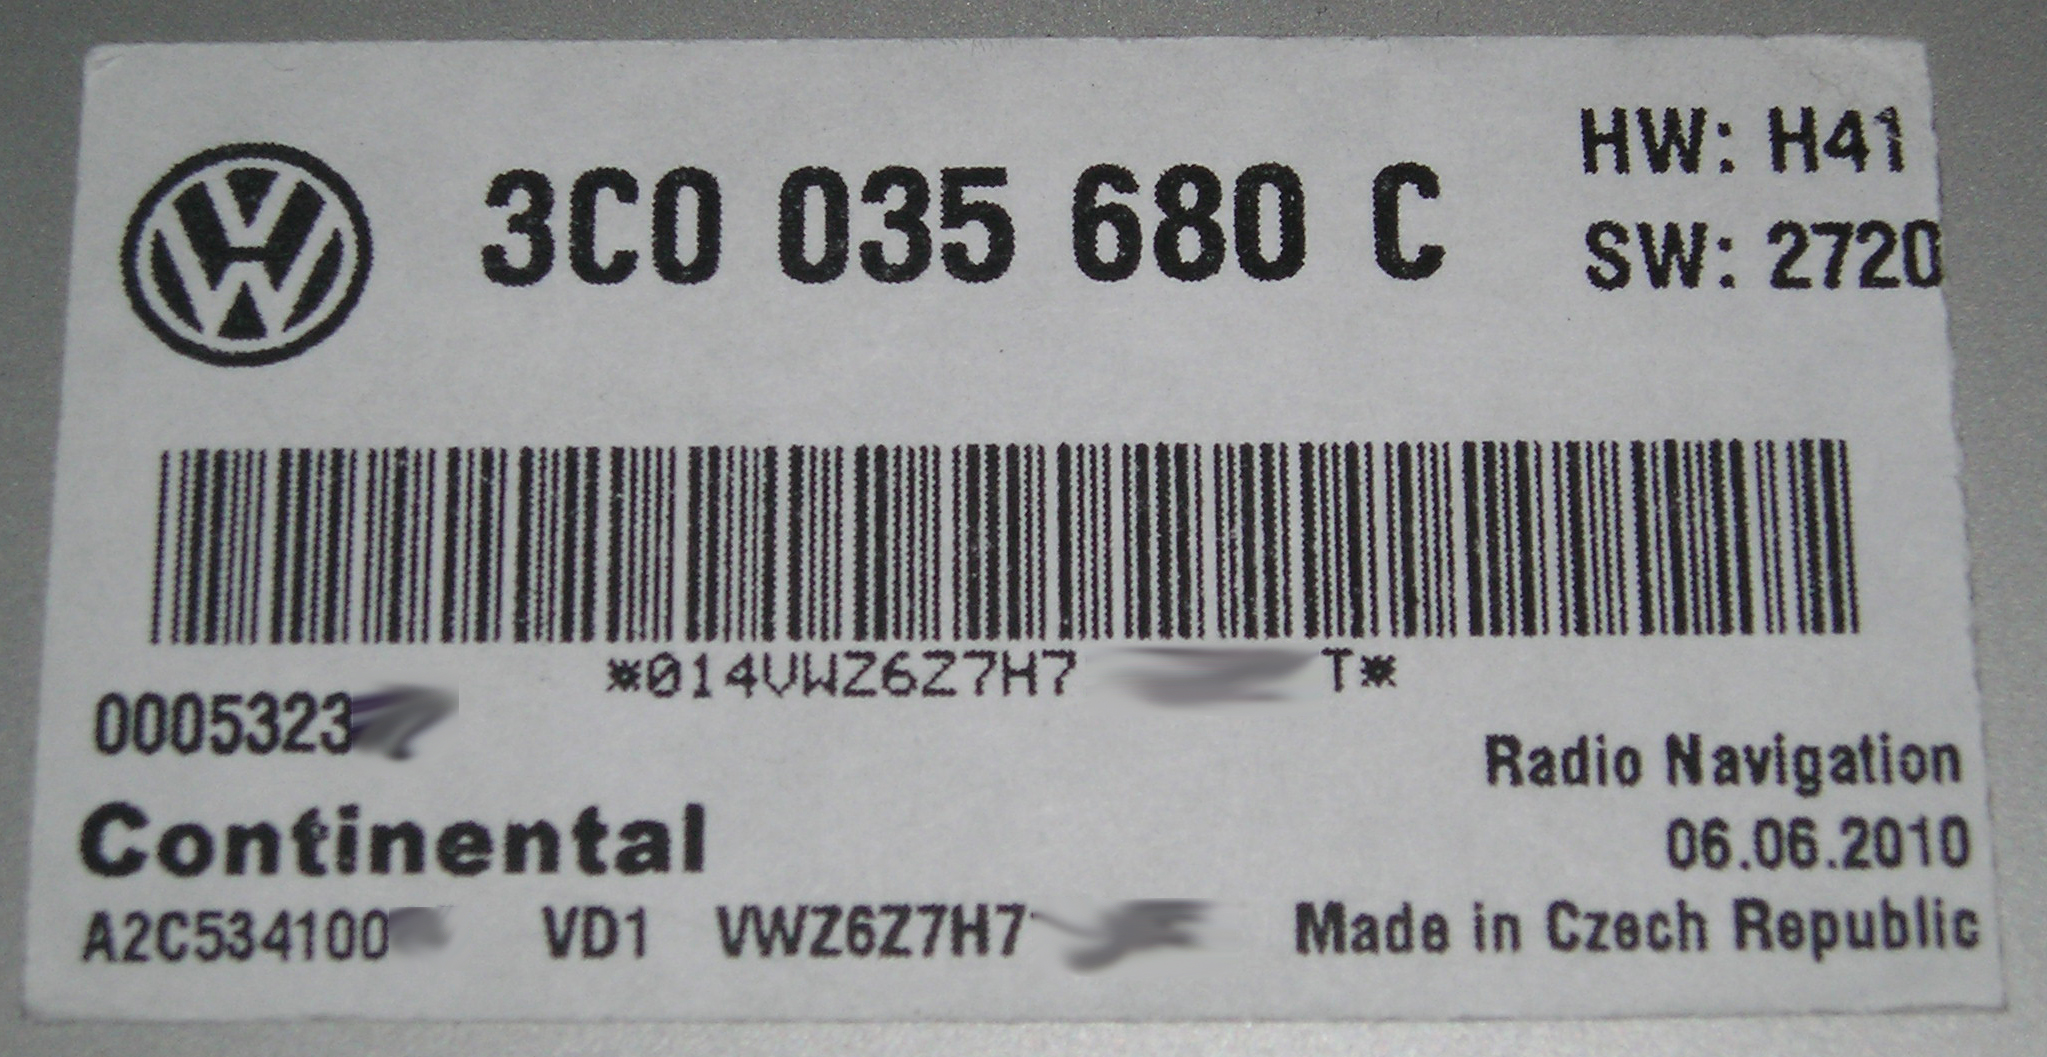 3C0 035 680 C
HW: H41
SW: 2720
*014VWZ6Z7H7 T*
0005323
Continental
A2C534100 VD1 VWZ6Z7H7
Radio Navigation
06.06.2010
Made in Czech Republic